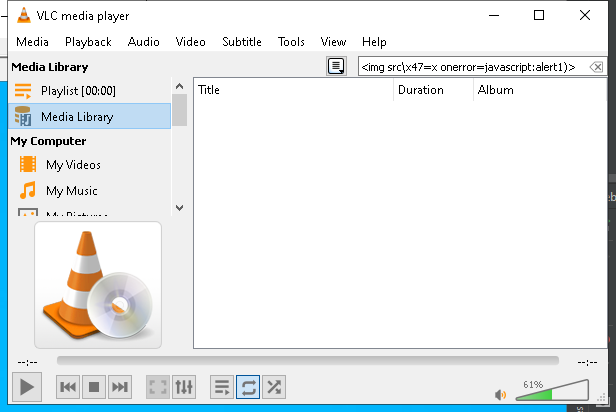 VLC media player
Media Playback Audio Video Subtitle Tools View Help
Media Library
<img src\x47=x onerror=javascript:alert1)>
Playlist [00:00]
Title Duration Album
Media Library
My Computer
My Videos
My Music
My Pictures
--:-- --:--
61%